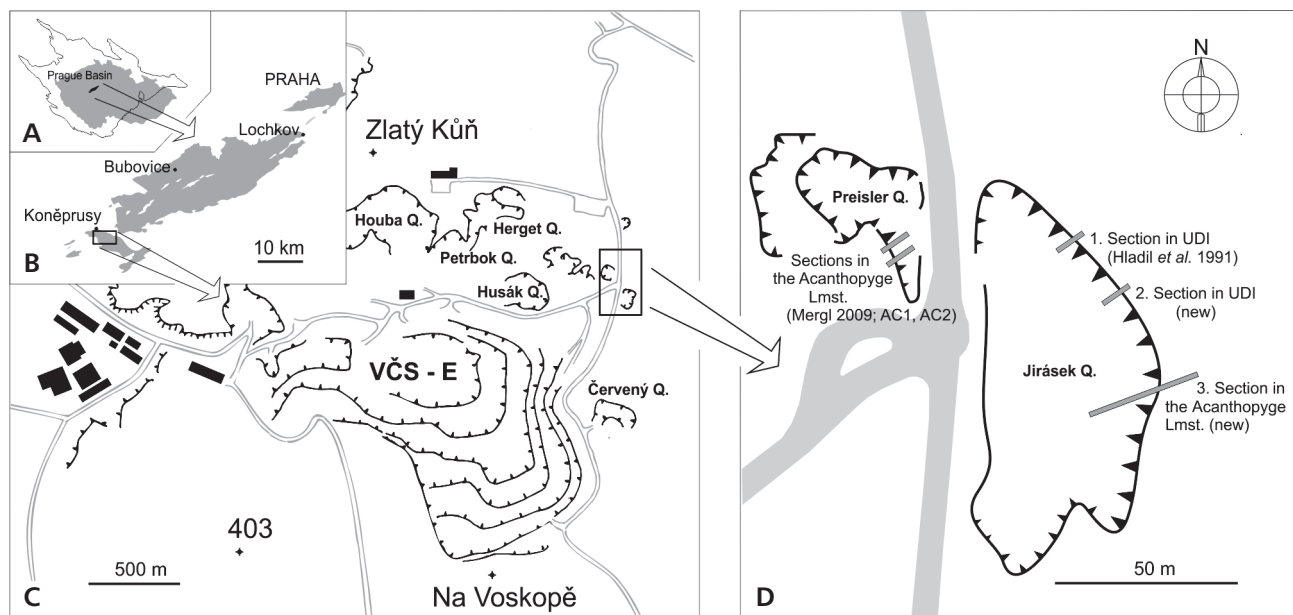 Prague Basin
A
PRAHA
Lochkov
Bubovice
Koněprusy
B
10 km
Zlatý Kůň
Houba Q.
Herget Q.
Petrbok Q.
Husák Q.
VČS - E
Červený Q.
403
500 m
Na Voskopě
C
N
Preisler Q.
Sections in
the Acanthopyge
Lmst.
(Mergl 2009; AC1, AC2)
1. Section in UDI
(Hladil et al. 1991)
2. Section in UDI
(new)
Jirásek Q.
3. Section in
the Acanthopyge
Lmst. (new)
50 m
D